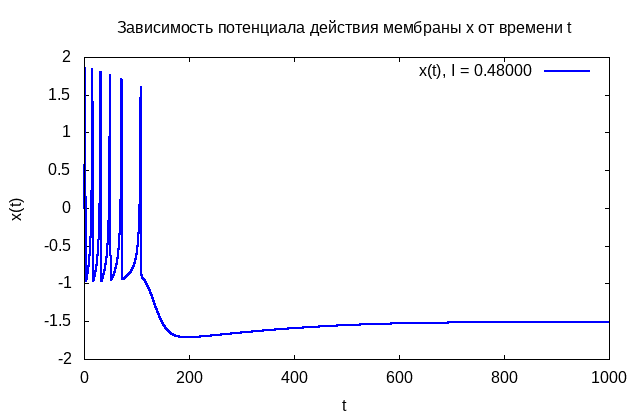 Зависимость потенциала действия мембраны x от времени t
x(t), I = 0.48000
2
1.5
1
0.5
0
-0.5
-1
-1.5
-2
x(t)
0 200 400 600 800 1000
t